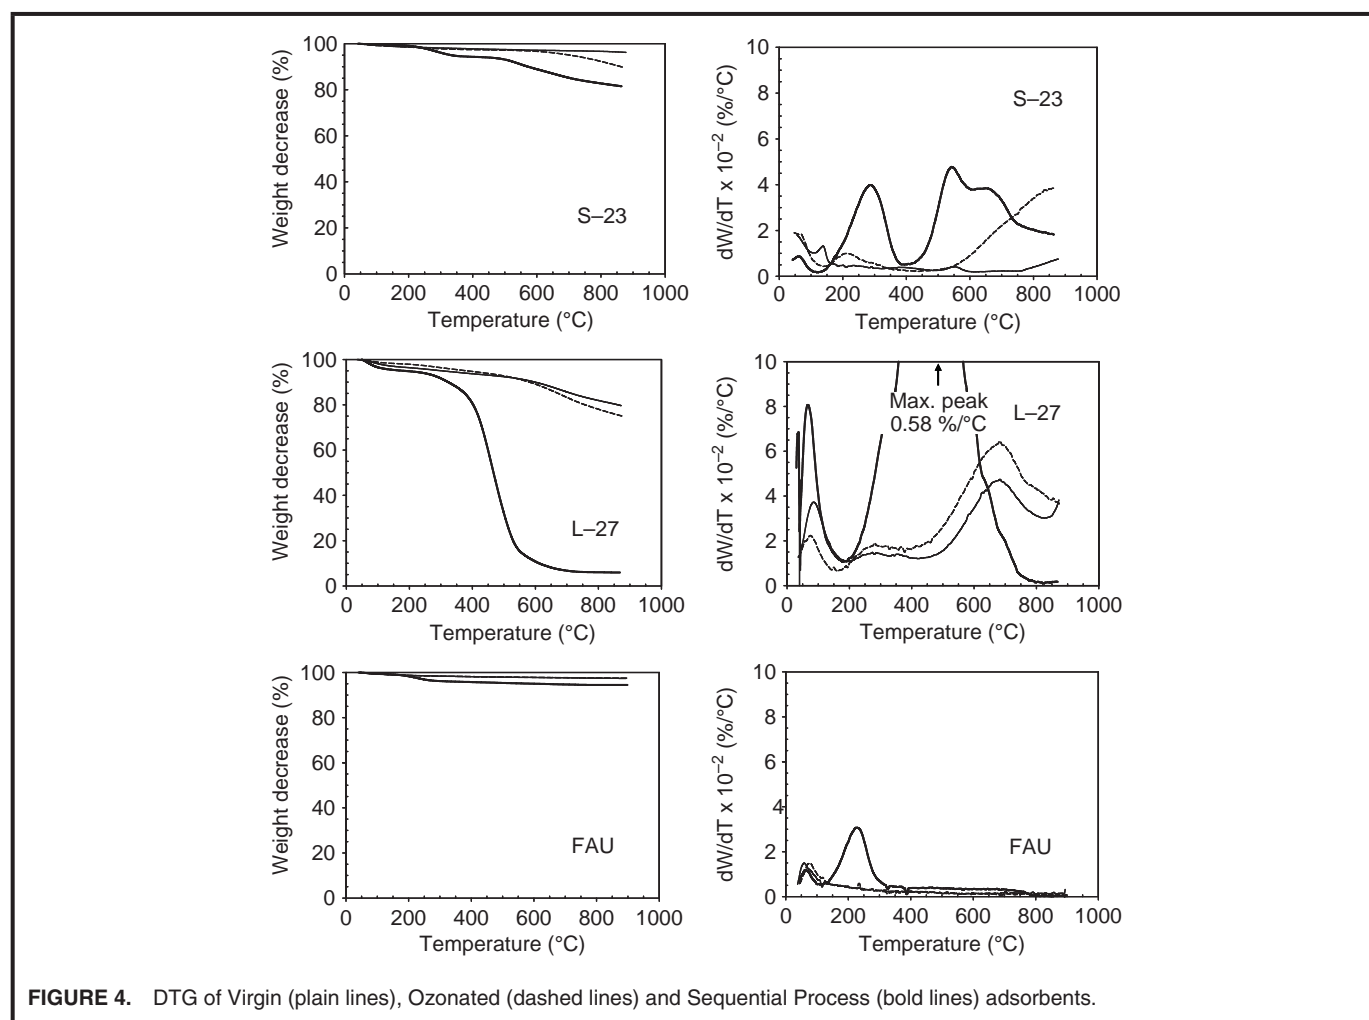 100
80
60
40
20
0
Weight decrease (%)
S–23
0 200 400 600 800 1000
Temperature (°C)
10
8
6
4
2
0
dW/dT x 10⁻² (%/°C)
S–23
0 200 400 600 800 1000
Temperature (°C)
100
80
60
40
20
0
Weight decrease (%)
L–27
0 200 400 600 800 1000
Temperature (°C)
10
8
6
4
2
0
dW/dT x 10⁻² (%/°C)
Max. peak
0.58 %/°C
L–27
0 200 400 600 800 1000
Temperature (°C)
100
80
60
40
20
0
Weight decrease (%)
FAU
0 200 400 600 800 1000
Temperature (°C)
10
8
6
4
2
0
dW/dT x 10⁻² (%/°C)
FAU
0 200 400 600 800 1000
Temperature (°C)
FIGURE 4. DTG of Virgin (plain lines), Ozonated (dashed lines) and Sequential Process (bold lines) adsorbents.